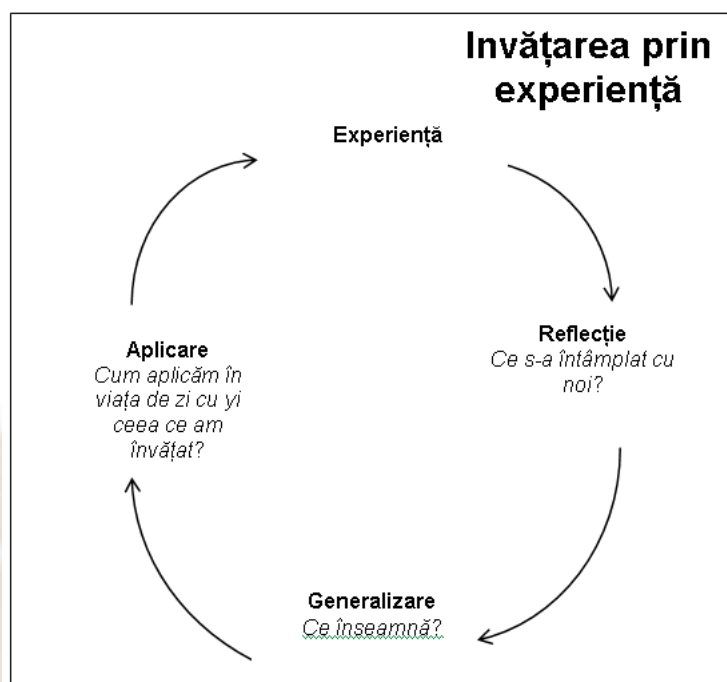 Invățarea prin
experiență
Experiență
Reflecție
Ce s-a întâmplat cu
noi?
Generalizare
Ce înseamnă?
Aplicare
Cum aplicăm în
viața de zi cu yi
ceea ce am
învățat?